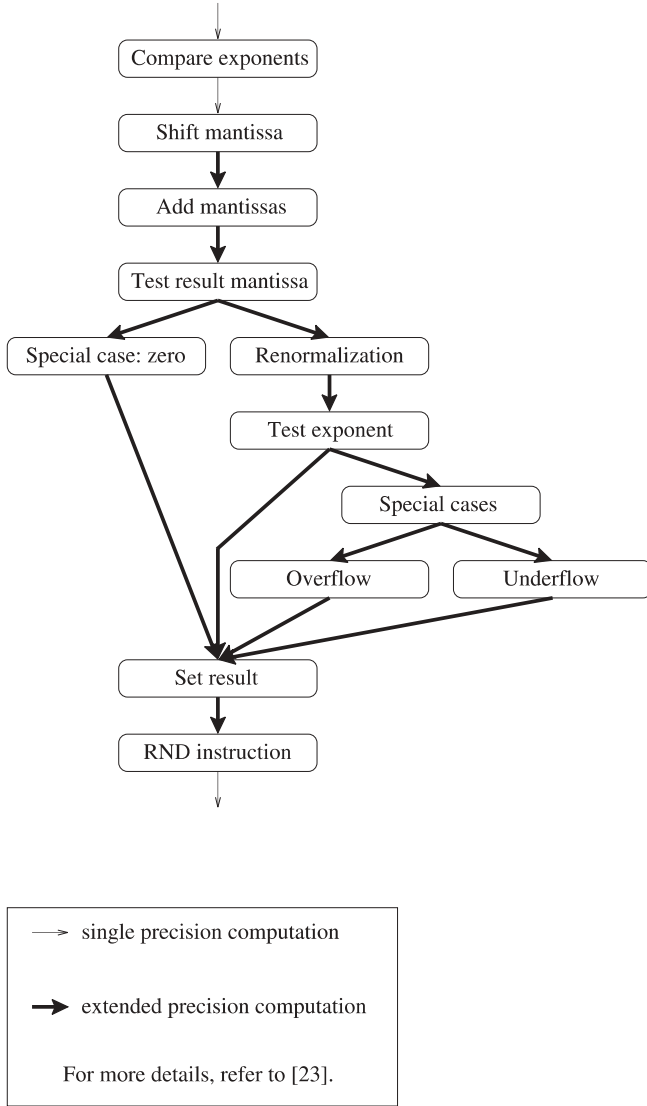 Compare exponents
Shift mantissa
Add mantissas
Test result mantissa
Special case: zero
Renormalization
Test exponent
Special cases
Overflow
Underflow
Set result
RND instruction
single precision computation
extended precision computation
For more details, refer to [23].